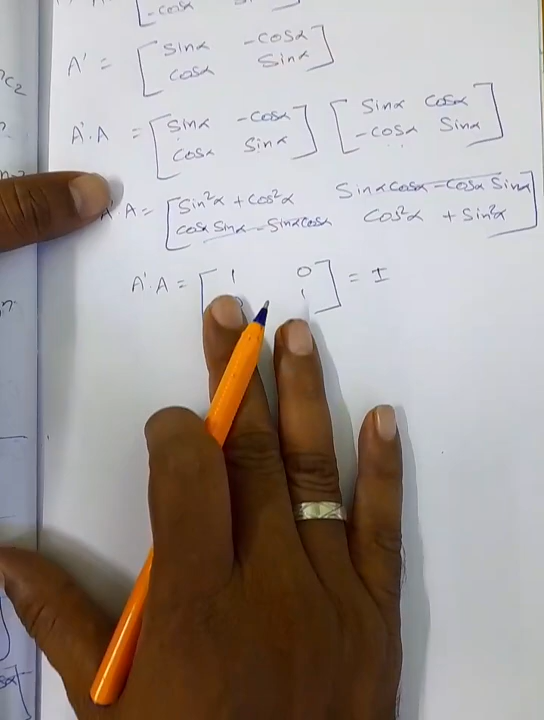 -cosα
A' = [ sinα -cosα
cosα sinα ]
A'.A = [ sinα -cosα ] [ sinα cosα
cosα sinα ] -cosα sinα ]
A'.A = [ sin²α + cos²α sinαcosα - cosα sinα
cosα sinα - sinαcosα cos²α + sin²α ]
A'.A = [ 1 0
1 ] = I